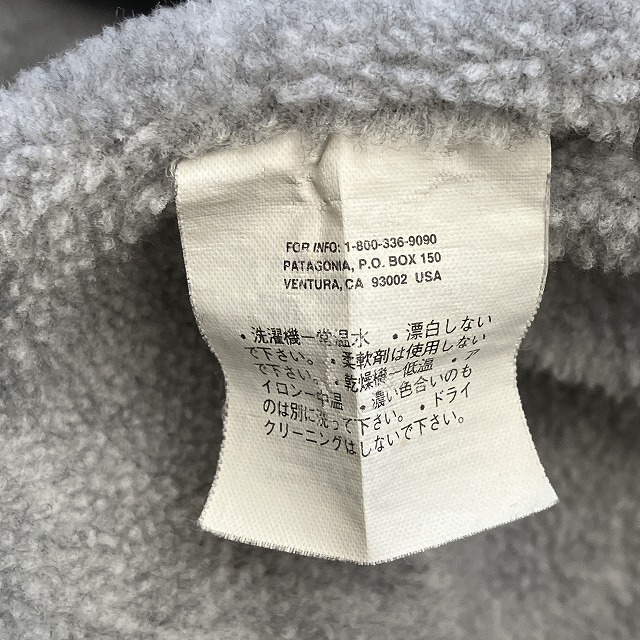 FOR INFO: 1-800-336-9090
PATAGONIA, P.O. BOX 150
VENTURA, CA 93002 USA
・洗濯機ー常温水 ・漂白しない
で下さい。・柔軟剤は使用しない
で下さい。・乾燥機ー低温 ・ア
イロンー中温 ・濃い色合いのも
のは別に洗って下さい。・ドライ
クリーニングはしないで下さい。